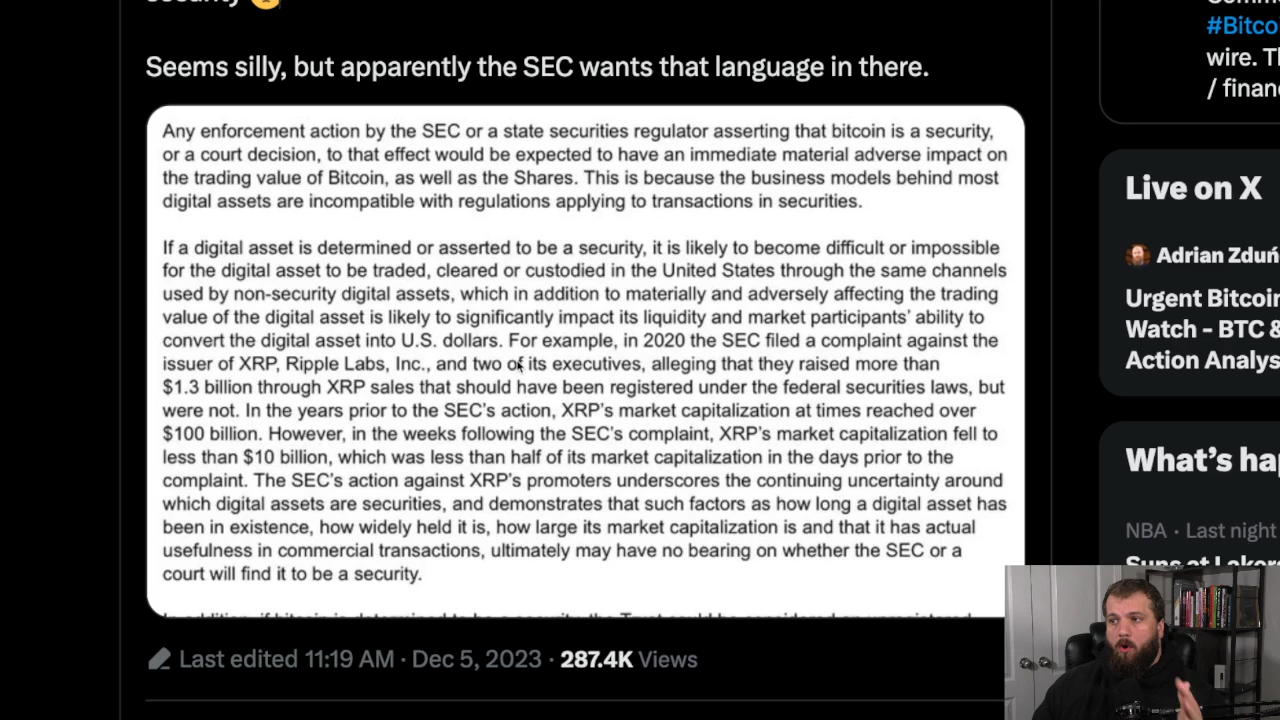 security
Seems silly, but apparently the SEC wants that language in there.
Any enforcement action by the SEC or a state securities regulator asserting that bitcoin is a security,
or a court decision, to that effect would be expected to have an immediate material adverse impact on
the trading value of Bitcoin, as well as the Shares. This is because the business models behind most
digital assets are incompatible with regulations applying to transactions in securities.
If a digital asset is determined or asserted to be a security, it is likely to become difficult or impossible
for the digital asset to be traded, cleared or custodied in the United States through the same channels
used by non-security digital assets, which in addition to materially and adversely affecting the trading
value of the digital asset is likely to significantly impact its liquidity and market participants' ability to
convert the digital asset into U.S. dollars. For example, in 2020 the SEC filed a complaint against the
issuer of XRP, Ripple Labs, Inc., and two of its executives, alleging that they raised more than
$1.3 billion through XRP sales that should have been registered under the federal securities laws, but
were not. In the years prior to the SEC's action, XRP's market capitalization at times reached over
$100 billion. However, in the weeks following the SEC's complaint, XRP's market capitalization fell to
less than $10 billion, which was less than half of its market capitalization in the days prior to the
complaint. The SEC's action against XRP's promoters underscores the continuing uncertainty around
which digital assets are securities, and demonstrates that such factors as how long a digital asset has
been in existence, how widely held it is, how large its market capitalization is and that it has actual
usefulness in commercial transactions, ultimately may have no bearing on whether the SEC or a
court will find it to be a security.
Last edited 11:19 AM · Dec 5, 2023 · 287.4K Views
#Bitco
wire. T
/ financ
Live on X
Adrian Zduń
Urgent Bitcoin
Watch - BTC &
Action Analys
What's ha
NBA · Last night
Suns at Lakers